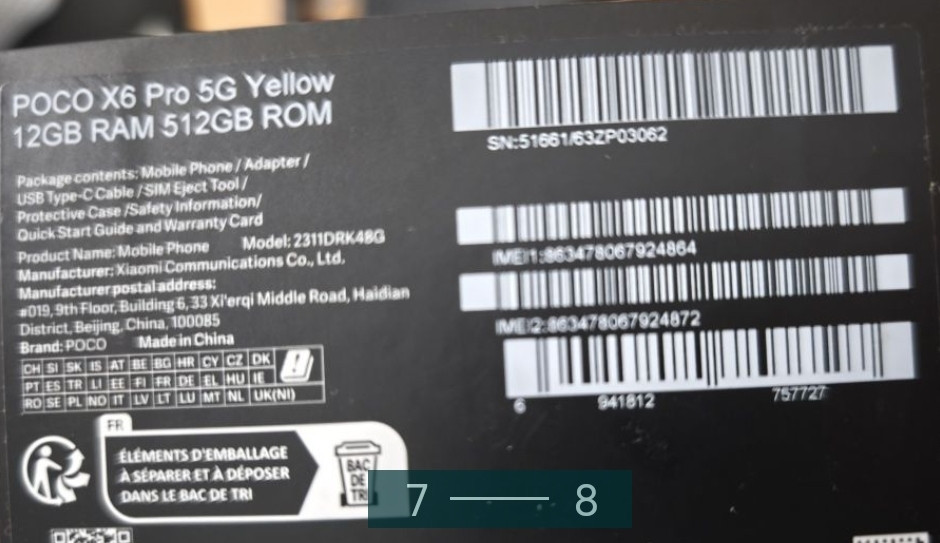 POCO X6 Pro 5G Yellow
12GB RAM 512GB ROM
Package contents: Mobile Phone / Adapter /
USB Type-C Cable / SIM Eject Tool /
Protective Case /Safety Information/
Quick Start Guide and Warranty Card
Product Name: Mobile Phone Model: 2311DRK48G
Manufacturer: Xiaomi Communications Co., Ltd.
Manufacturer postal address:
#019, 9th Floor, Building 6, 33 Xi'erqi Middle Road, Haidian
District, Beijing, China, 100085
Brand: POCO Made in China
CH SI SK IS AT BE BG HR CY CZ DK
PT ES TR LI EE FI FR DE EL HU IE
RO SE PL NO IT LV LT LU MT NL UK(NI)
FR
ÉLÉMENTS D'EMBALLAGE
À SÉPARER ET À DÉPOSER
DANS LE BAC DE TRI
BAC
DE
TRI
SN:51661/63ZP03062
IMEI1:863478067924864
IMEI2:863478067924872
6 941812 757727
7 — 8